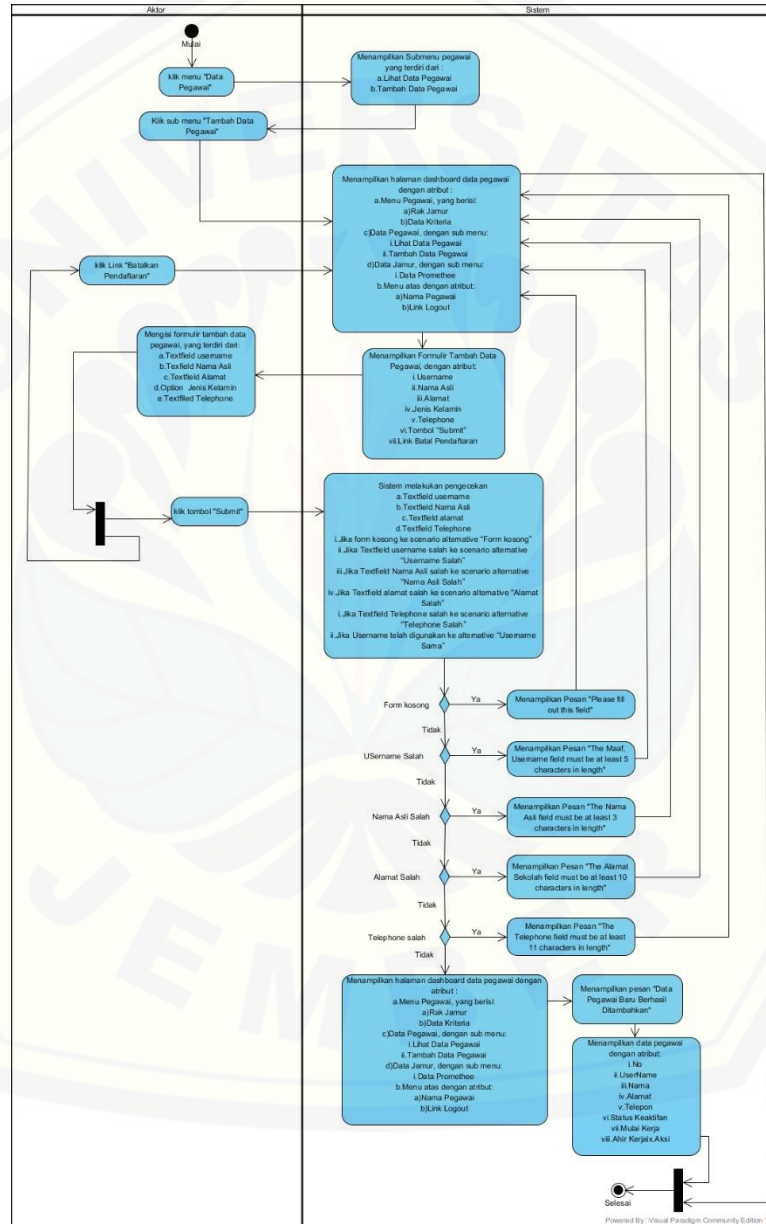 Aktor
Sistem
Mulai
klik menu "Data
Pegawai"
Menampilkan Submenu pegawai
yang terdiri dari :
a.Lihat Data Pegawai
b.Tambah Data Pegawai
Klik sub menu "Tambah Data
Pegawai"
Menampilkan halaman dashboard data pegawai
dengan atribut :
a.Menu Pegawai, yang berisi:
a)Rak Jamur
b)Data Kriteria
c)Data Pegawai, dengan sub menu:
i.Lihat Data Pegawai
ii.Tambah Data Pegawai
d)Data Jamur, dengan sub menu:
i.Data Promethee
b.Menu atas dengan atribut:
a)Nama Pegawai
b)Link Logout
klik Link "Batalkan
Pendaftaran"
Mengisi formulir tambah data
pegawai, yang terdiri dari:
a.Textfield username
b.Texfield Nama Asli
c.Textfield Alamat
d.Option Jenis Kelamin
e.Textfiled Telephone
Menampilkan Formulir Tambah Data
Pegawai, dengan atribut:
i.Username
ii.Nama Asli
iii.Alamat
iv.Jenis Kelamin
v.Telephone
vi.Tombol "Submit"
vii.Link Batal Pendaftaran
klik tombol "Submit"
Sistem melakukan pengecekan
a.Textfield username
b.Textfield Nama Asli
c.Textfield alamat
d.Textfield Telephone
i.Jika form kosong ke scenario alternative "Form kosong"
ii.Jika Textfield username salah ke scenario alternative
"Username Salah"
iii.Jika Textfield Nama Asli salah ke scenario alternative
"Nama Asli Salah"
iv.Jika Textfield alamat salah ke scenario alternative "Alamat
Salah"
i.Jika Textfield Telephone salah ke scenario alternative
"Telephone Salah"
ii.Jika Username telah digunakan ke alternative "Username
Sama"
Form kosong
Ya
Menampilkan Pesan "Please fill
out this field"
Tidak
USername Salah
Ya
Menampilkan Pesan "The Maaf,
Username field must be at least 5
characters in length"
Tidak
Nama Asli Salah
Ya
Menampilkan Pesan "The Nama
Asli field must be at least 3
characters in length"
Tidak
Alamat Salah
Ya
Menampilkan Pesan "The Alamat
Sekolah field must be at least 10
characters in length"
Tidak
Telephone salah
Ya
Menampilkan Pesan "The
Telephone field must be at least
11 characters in length"
Tidak
Menampilkan halaman dashboard data pegawai dengan
atribut :
a.Menu Pegawai, yang berisi:
a)Rak Jamur
b)Data Kriteria
c)Data Pegawai, dengan sub menu:
i.Lihat Data Pegawai
ii.Tambah Data Pegawai
d)Data Jamur, dengan sub menu:
i.Data Promethee
b.Menu atas dengan atribut:
a)Nama Pegawai
b)Link Logout
Menampilkan pesan "Data
Pegawai Baru Berhasil
Ditambahkan"
Menampilkan data pegawai
dengan atribut:
i.No
ii.UserName
iii.Nama
iv.Alamat
v.Telepon
vi.Status Keaktifan
vii.Mulai Kerja
viii.Ahir Kerjaix.Aksi
Selesai
Powered By: Visual Paradigm Community Edition
UNIVERSITAS
JEMBER